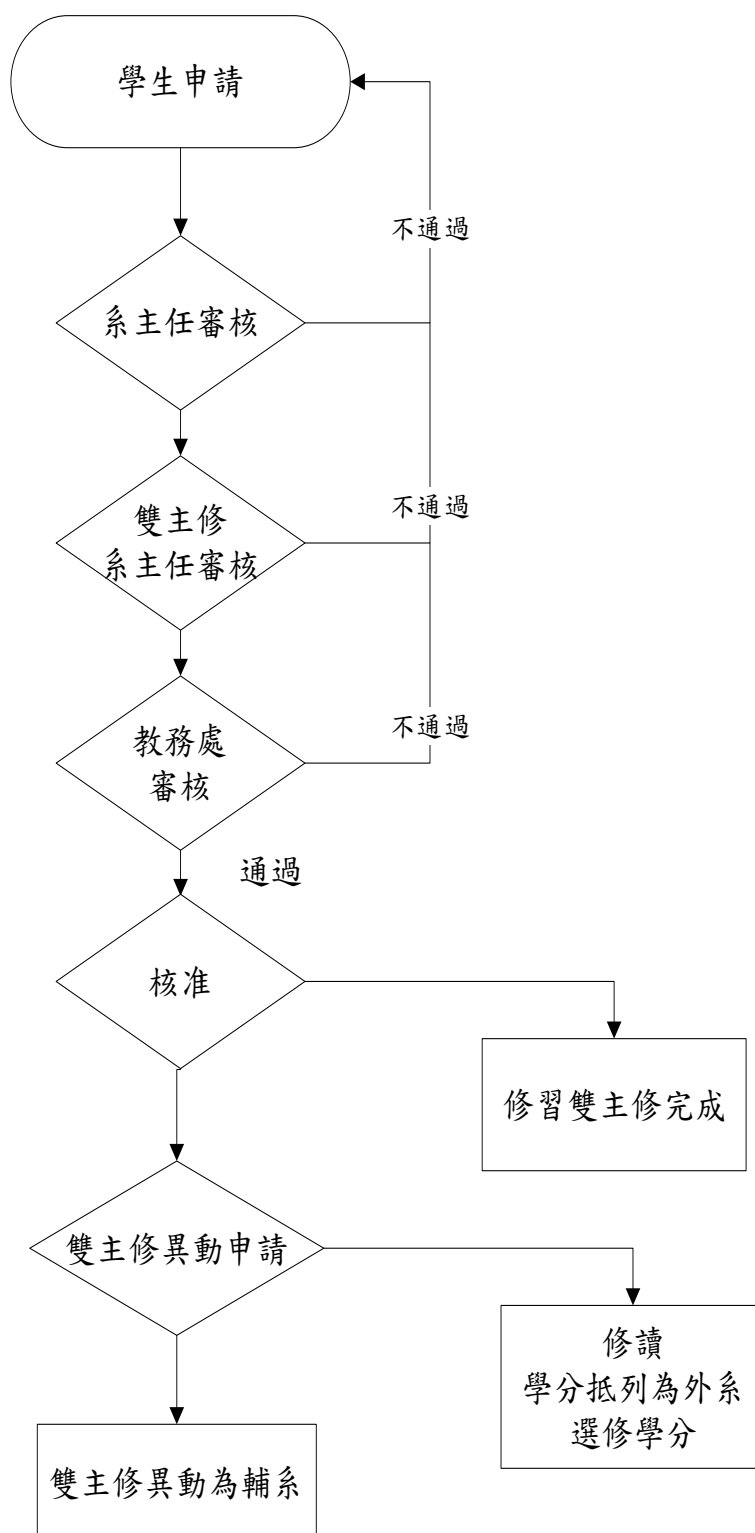 學生申請
不通過
系主任審核
不通過
雙主修
系主任審核
不通過
教務處
審核
通過
核准
修習雙主修完成
雙主修異動申請
修讀
學分抵列為外系
選修學分
雙主修異動為輔系